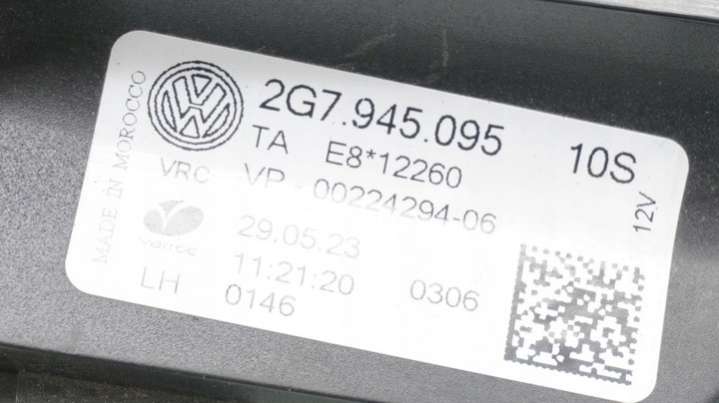 MADE IN MOROCCO
2G7.945.095 10S
TA E8*12260
VRC VP 00224294-06
12V
Valeo
29.05.23
11:21:20 0306
LH 0146